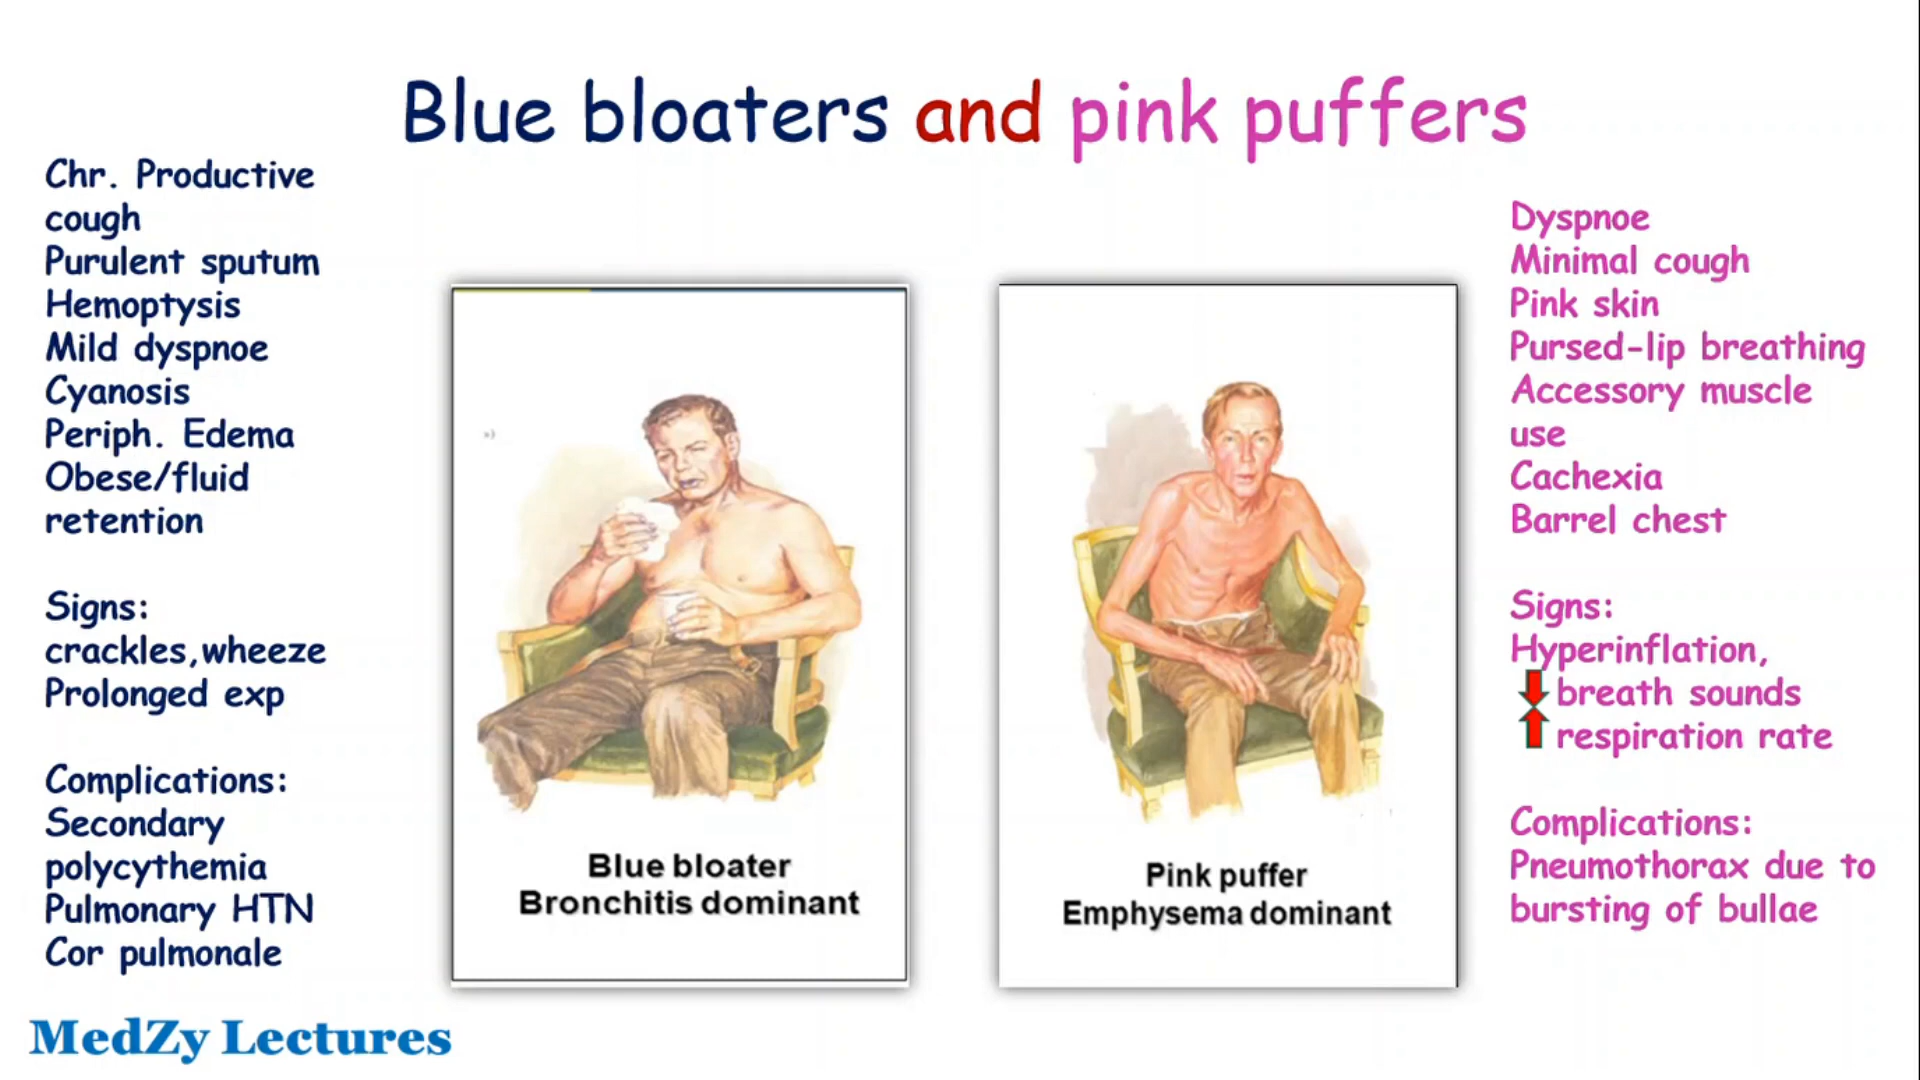 Blue bloaters and pink puffers
Chr. Productive
cough
Purulent sputum
Hemoptysis
Mild dyspnoe
Cyanosis
Periph. Edema
Obese/fluid
retention
Signs:
crackles,wheeze
Prolonged exp
Complications:
Secondary
polycythemia
Pulmonary HTN
Cor pulmonale
Blue bloater
Bronchitis dominant
Pink puffer
Emphysema dominant
Dyspnoe
Minimal cough
Pink skin
Pursed-lip breathing
Accessory muscle
use
Cachexia
Barrel chest
Signs:
Hyperinflation,
breath sounds
respiration rate
Complications:
Pneumothorax due to
bursting of bullae
MedZy Lectures